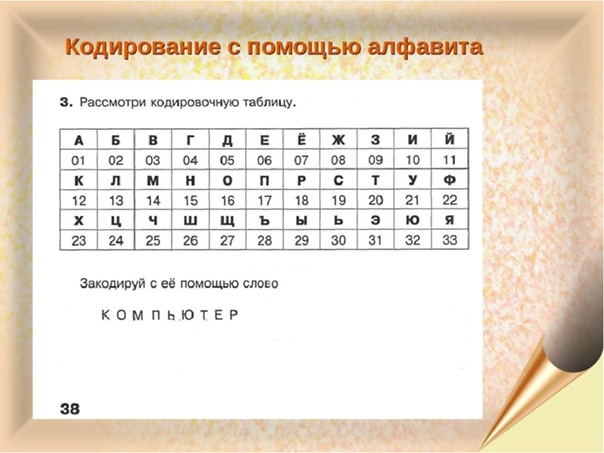 Кодирование с помощью алфавита
3. Рассмотри кодировочную таблицу.
А Б В Г Д Е Ё Ж З И Й
01 02 03 04 05 06 07 08 09 10 11
К Л М Н О П Р С Т У Ф
12 13 14 15 16 17 18 19 20 21 22
Х Ц Ч Ш Щ Ъ Ы Ь Э Ю Я
23 24 25 26 27 28 29 30 31 32 33
Закодируй с её помощью слово
К О М П Ь Ю Т Е Р
38